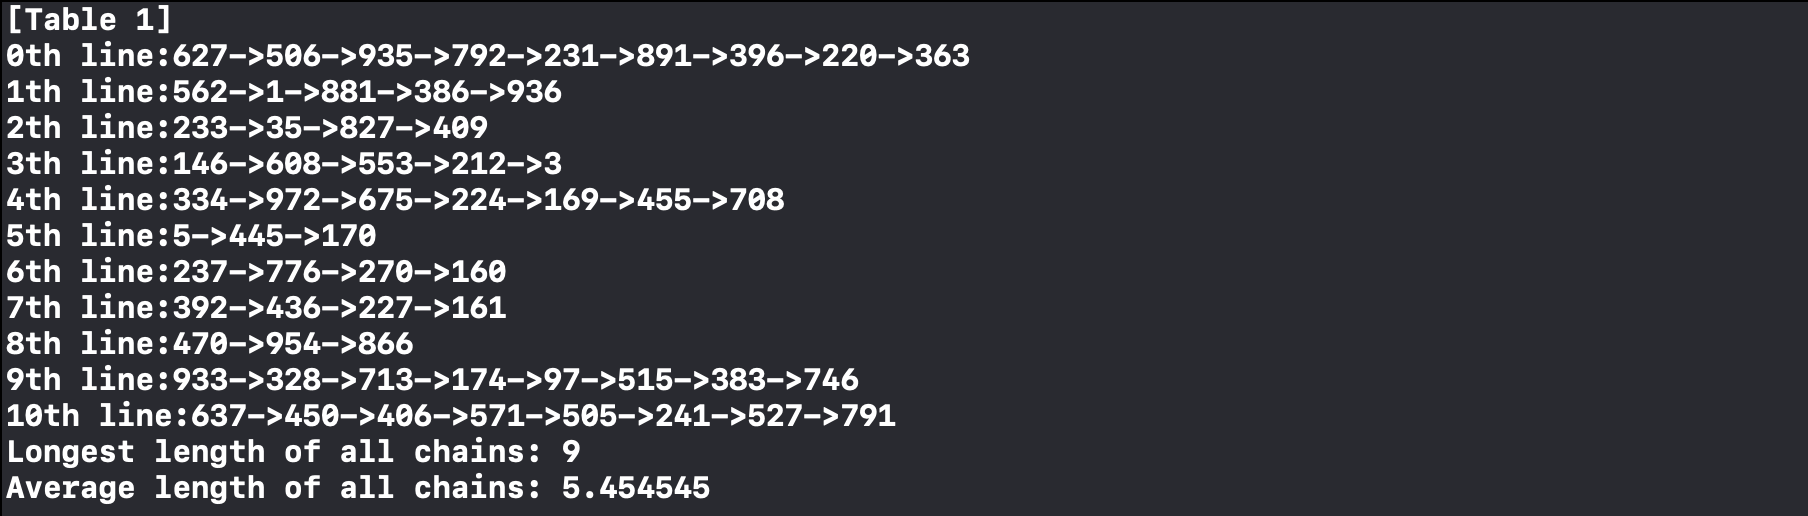 [Table 1]
0th line:627->506->935->792->231->891->396->220->363
1th line:562->1->881->386->936
2th line:233->35->827->409
3th line:146->608->553->212->3
4th line:334->972->675->224->169->455->708
5th line:5->445->170
6th line:237->776->270->160
7th line:392->436->227->161
8th line:470->954->866
9th line:933->328->713->174->97->515->383->746
10th line:637->450->406->571->505->241->527->791
Longest length of all chains: 9
Average length of all chains: 5.454545